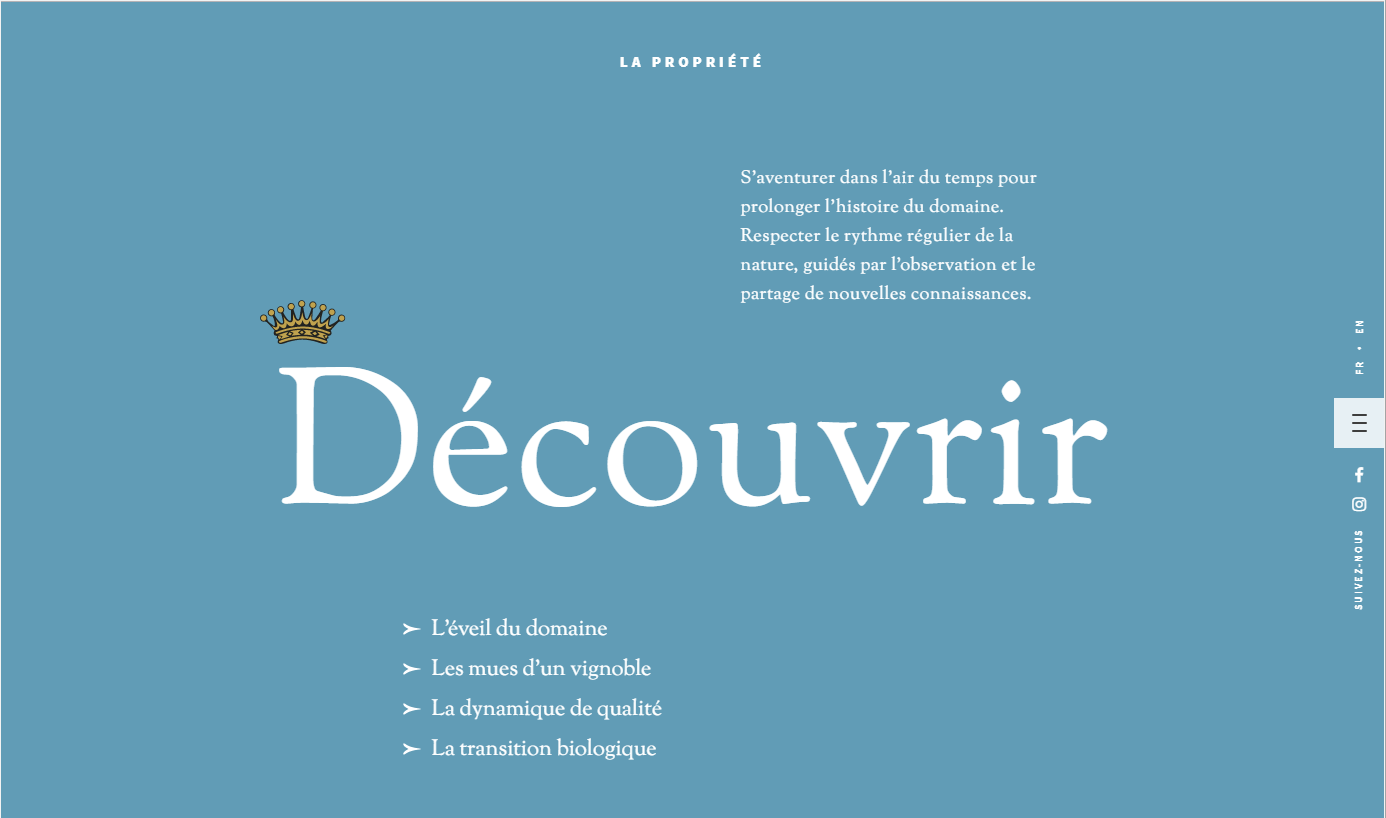 LA PROPRIÉTÉ
S’aventurer dans l’air du temps pour
prolonger l’histoire du domaine.
Respecter le rythme régulier de la
nature, guidés par l’observation et le
partage de nouvelles connaissances.
Découvrir
L’éveil du domaine
Les mues d’un vignoble
La dynamique de qualité
La transition biologique
FR • EN
SUIVEZ-NOUS